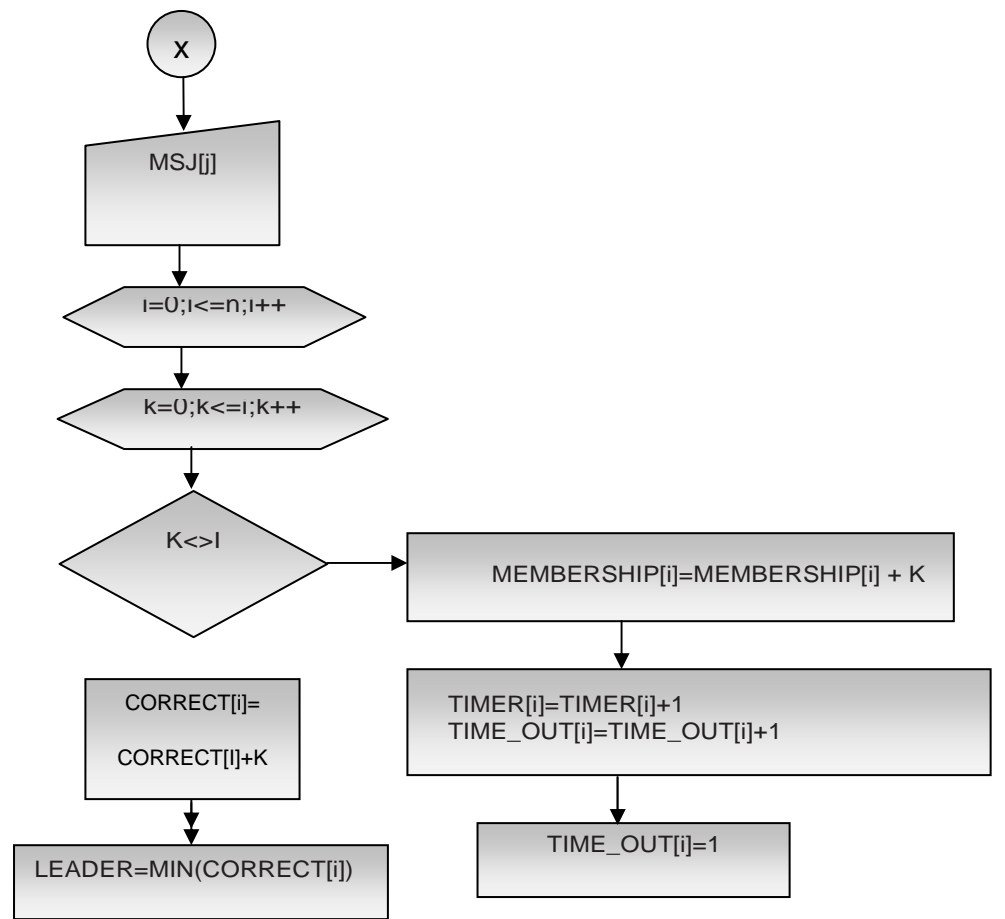 X
MSJ[j]
i=0;i<=n;i++
k=0;k<=i;k++
K<>I
MEMBERSHIP[i]=MEMBERSHIP[i] + K
TIMER[i]=TIMER[i]+1
TIME_OUT[i]=TIME_OUT[i]+1
TIME_OUT[i]=1
CORRECT[i]=
CORRECT[I]+K
LEADER=MIN(CORRECT[i])